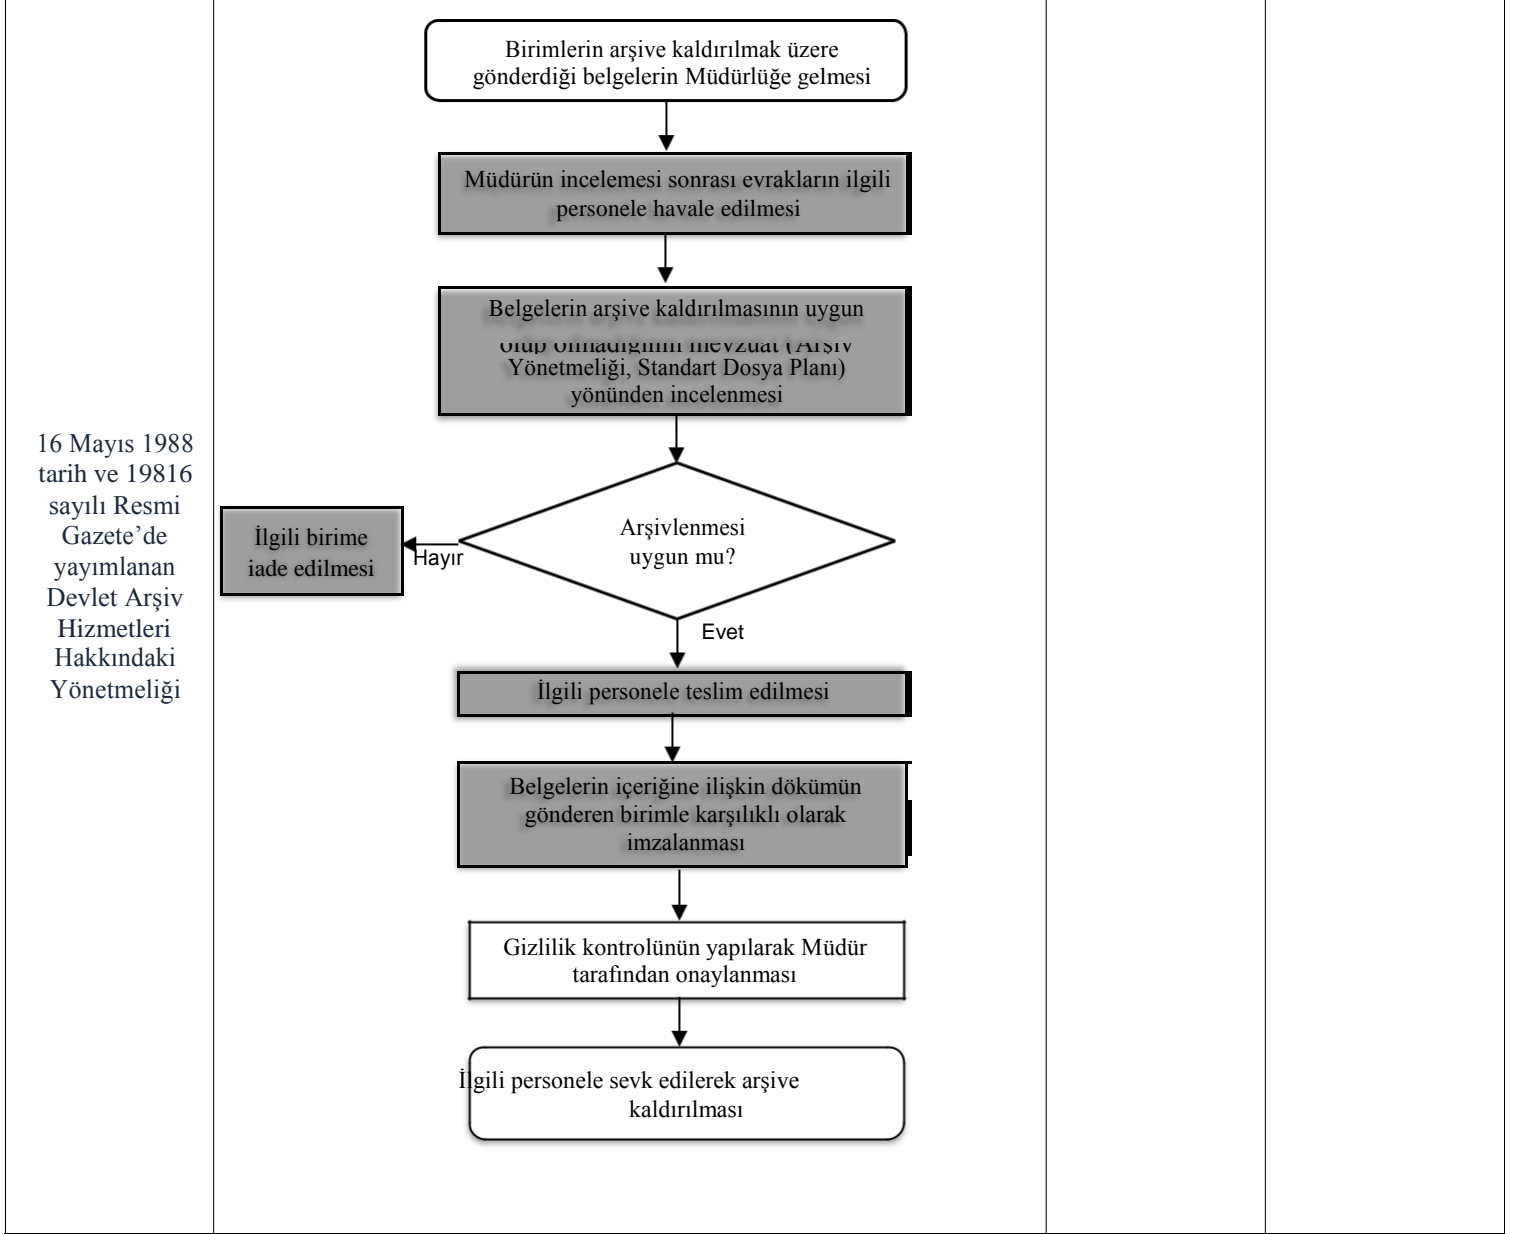 Birimlerin arşive kaldırılmak üzere
gönderdiği belgelerin Müdürlüğe gelmesi
Müdürün incelemesi sonrası evrakların ilgili
personele havale edilmesi
Belgelerin arşive kaldırılmasının uygun
olup olmadığının mevzuat (Arşiv
Yönetmeliği, Standart Dosya Planı)
yönünden incelenmesi
16 Mayıs 1988
tarih ve 19816
sayılı Resmi
Gazete’de
yayımlanan
Devlet Arşiv
Hizmetleri
Hakkındaki
Yönetmeliği
Arşivlenmesi
uygun mu?
Hayır
İlgili birime
iade edilmesi
Evet
İlgili personele teslim edilmesi
Belgelerin içeriğine ilişkin dökümün
gönderen birimle karşılıklı olarak
imzalanması
Gizlilik kontrolünün yapılarak Müdür
tarafından onaylanması
İlgili personele sevk edilerek arşive
kaldırılması